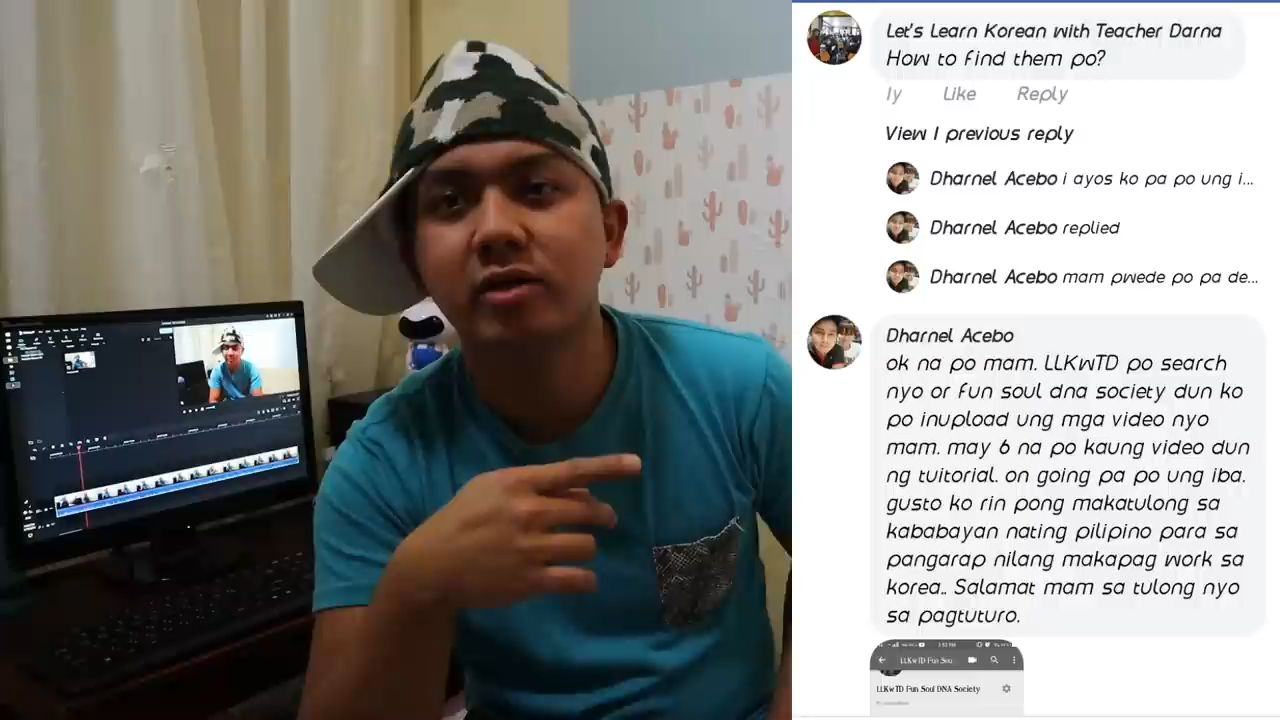 Let's Learn Korean with Teacher Darna
How to find them po?
1y Like Reply
View 1 previous reply
Dharnel Acebo i ayos ko pa po ung i...
Dharnel Acebo replied
Dharnel Acebo mam pwede po pa de...
Dharnel Acebo
ok na po mam. LLKwTD po search
nyo or fun soul dna society dun ko
po inupload ung mga video nyo
mam. may 6 na po kaung video dun
ng tuitorial. on going pa po ung iba.
gusto ko rin pong makatulong sa
kababayan nating pilipino para sa
pangarap nilang makapag work sa
korea.. Salamat mam sa tulong nyo
sa pagtuturo.
LLKwTD Fun Sou
LLKwTD Fun Soul DNA Society